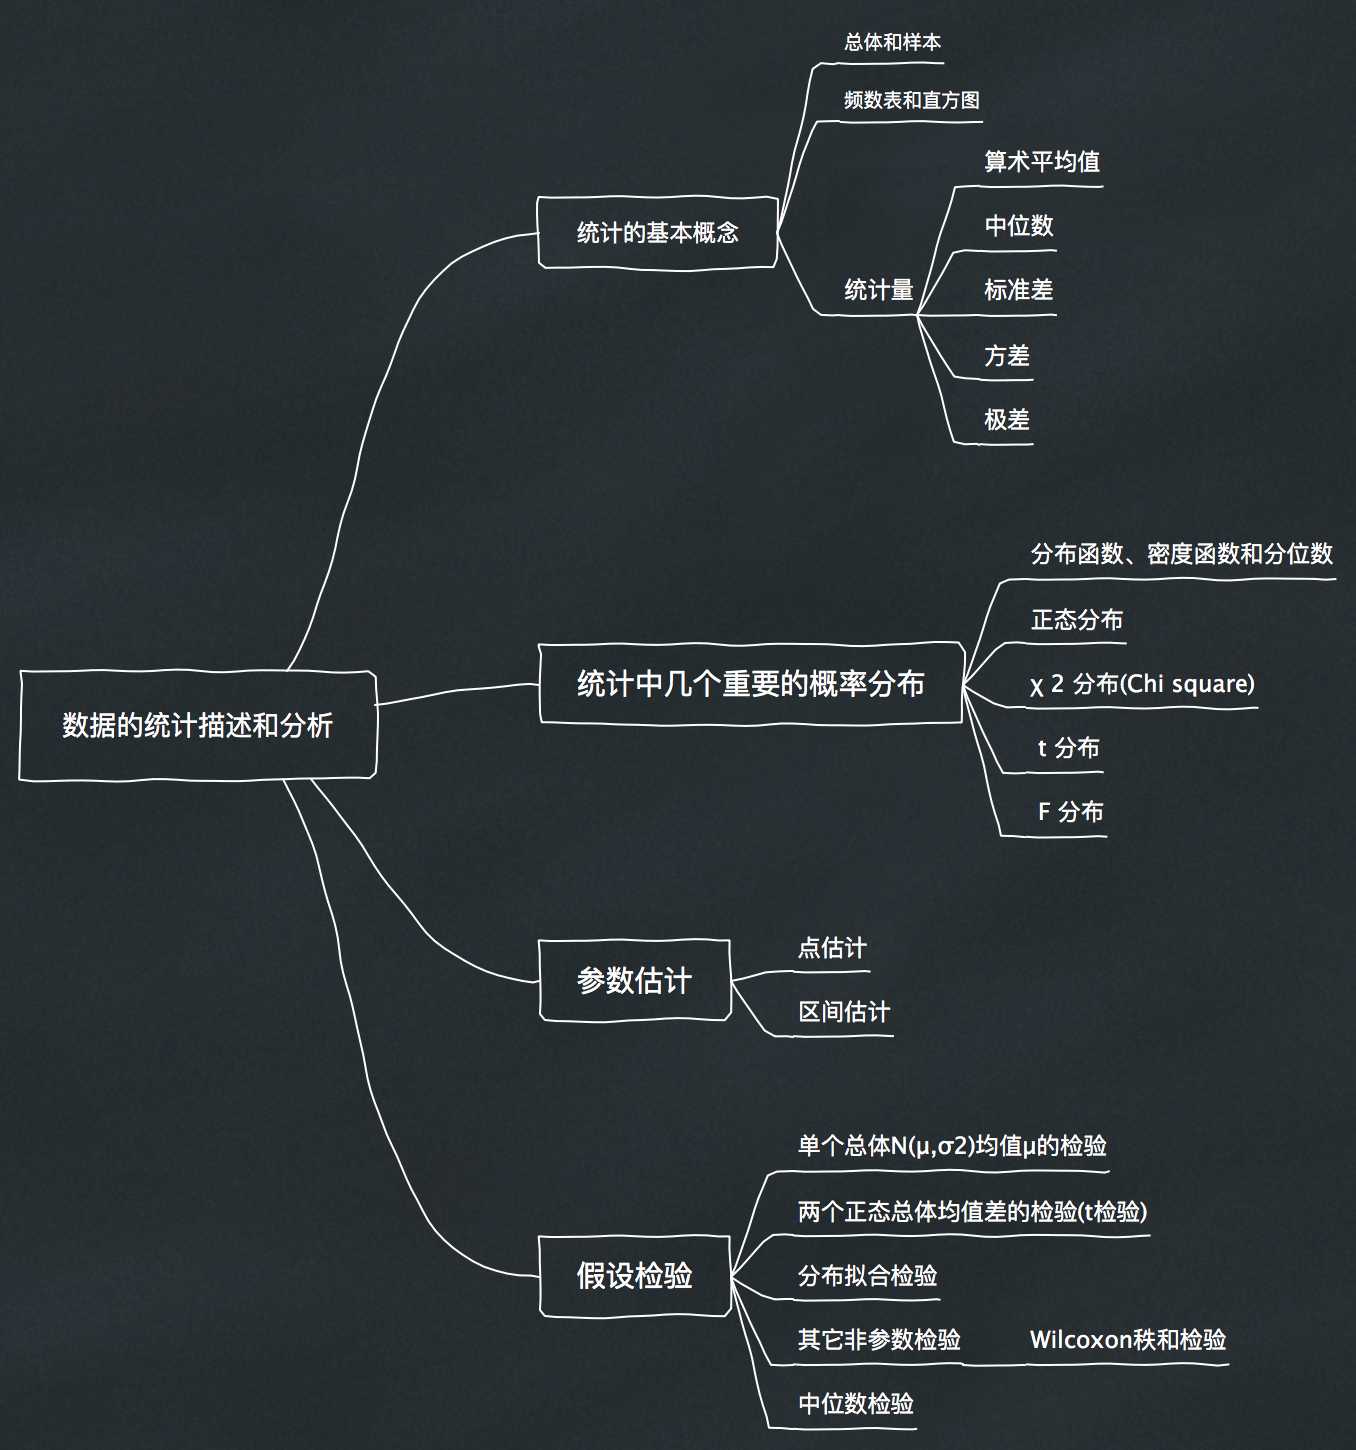 总体和样本
频数表和直方图
算术平均值
统计的基本概念
中位数
统计量
标准差
方差
极差
分布函数、密度函数和分位数
正态分布
统计中几个重要的概率分布
χ 2 分布(Chi square)
数据的统计描述和分析
t 分布
F 分布
点估计
参数估计
区间估计
单个总体N(μ,σ2)均值μ的检验
两个正态总体均值差的检验(t检验)
假设检验
分布拟合检验
其它非参数检验
Wilcoxon秩和检验
中位数检验